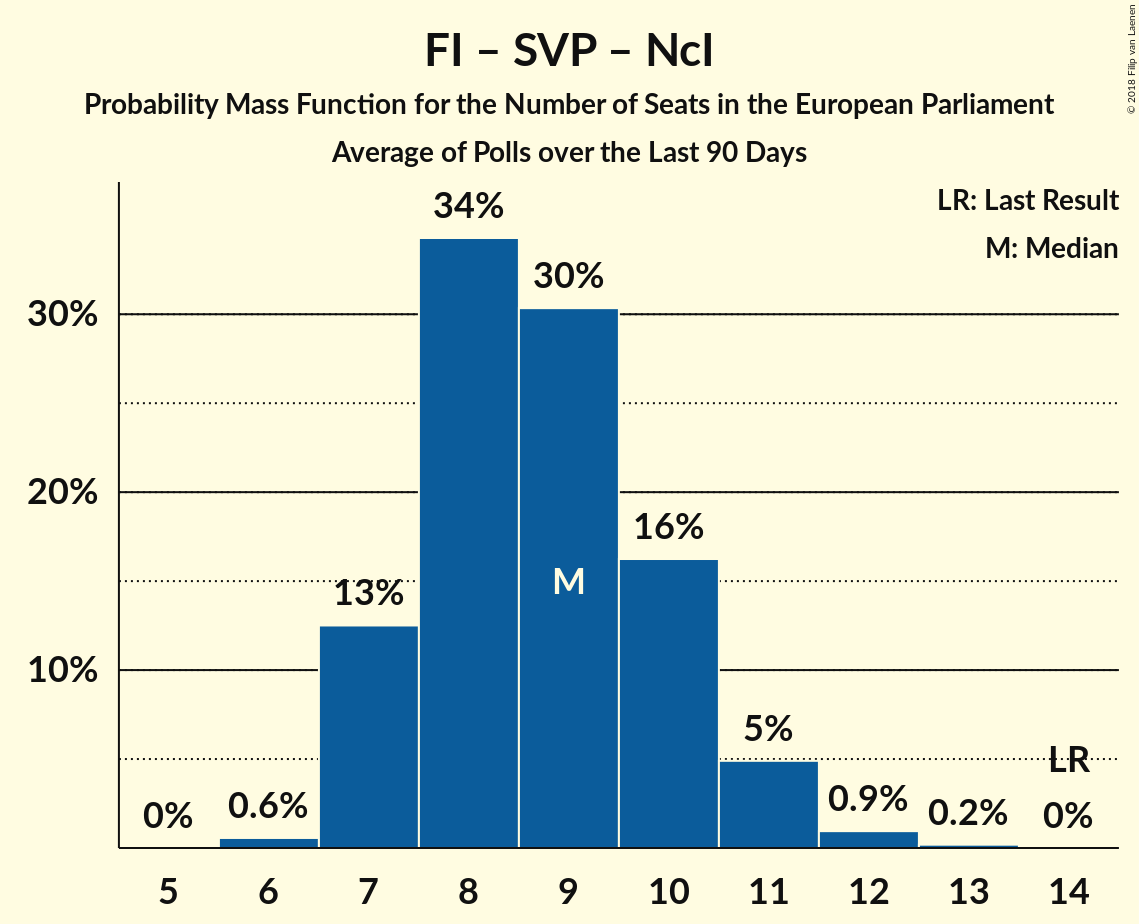 FI – SVP – NcI
Probability Mass Function for the Number of Seats in the European Parliament
Average of Polls over the Last 90 Days
© 2018 Filip van Laenen
LR: Last Result
M: Median
34%
30%
30%
20%
16%
M
13%
10%
5%
LR
0%
0.6%
0.9%
0.2%
0%
5 6 7 8 9 10 11 12 13 14